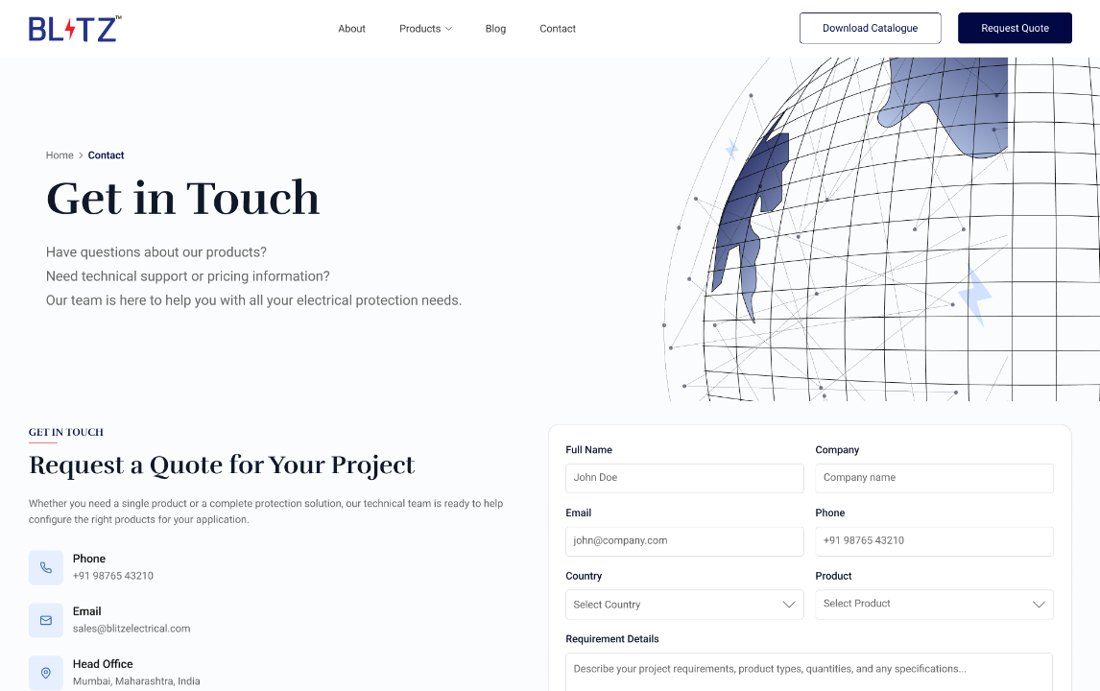 BLITZ™
About
Products
Blog
Contact
Download Catalogue
Request Quote
Home > Contact
Get in Touch
Have questions about our products?
Need technical support or pricing information?
Our team is here to help you with all your electrical protection needs.
GET IN TOUCH
Request a Quote for Your Project
Whether you need a single product or a complete protection solution, our technical team is ready to help
configure the right products for your application.
Phone
+91 98765 43210
Email
sales@blitzelectrical.com
Head Office
Mumbai, Maharashtra, India
Full Name
John Doe
Company
Company name
Email
john@company.com
Phone
+91 98765 43210
Country
Select Country
Product
Select Product
Requirement Details
Describe your project requirements, product types, quantities, and any specifications...